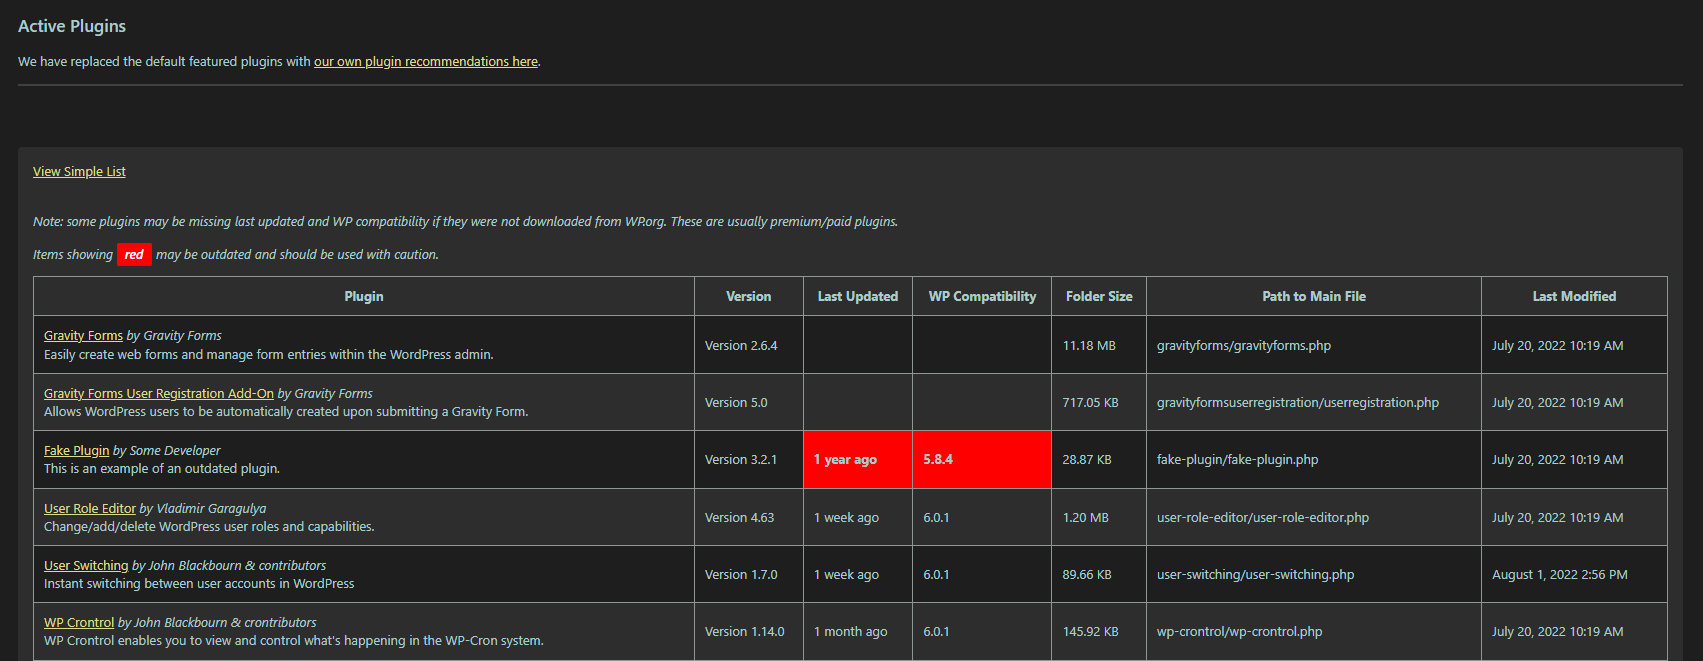 Active Plugins
We have replaced the default featured plugins with our own plugin recommendations here.
View Simple List
Note: some plugins may be missing last updated and WP compatibility if they were not downloaded from WP.org. These are usually premium/paid plugins.
Items showing red may be outdated and should be used with caution.
Plugin Version Last Updated WP Compatibility Folder Size Path to Main File Last Modified
Gravity Forms by Gravity Forms
Easily create web forms and manage form entries within the WordPress admin.
Version 2.6.4 11.18 MB gravityforms/gravityforms.php July 20, 2022 10:19 AM
Gravity Forms User Registration Add-On by Gravity Forms
Allows WordPress users to be automatically created upon submitting a Gravity Form.
Version 5.0 717.05 KB gravityformsuserregistration/userregistration.php July 20, 2022 10:19 AM
Fake Plugin by Some Developer
This is an example of an outdated plugin.
Version 3.2.1 1 year ago 5.8.4 28.87 KB fake-plugin/fake-plugin.php July 20, 2022 10:19 AM
User Role Editor by Vladimir Garagulya
Change/add/delete WordPress user roles and capabilities.
Version 4.63 1 week ago 6.0.1 1.20 MB user-role-editor/user-role-editor.php July 20, 2022 10:19 AM
User Switching by John Blackbourn & contributors
Instant switching between user accounts in WordPress
Version 1.7.0 1 week ago 6.0.1 89.66 KB user-switching/user-switching.php August 1, 2022 2:56 PM
WP Crontrol by John Blackbourn & crontributors
WP Crontrol enables you to view and control what's happening in the WP-Cron system.
Version 1.14.0 1 month ago 6.0.1 145.92 KB wp-crontrol/wp-crontrol.php July 20, 2022 10:19 AM